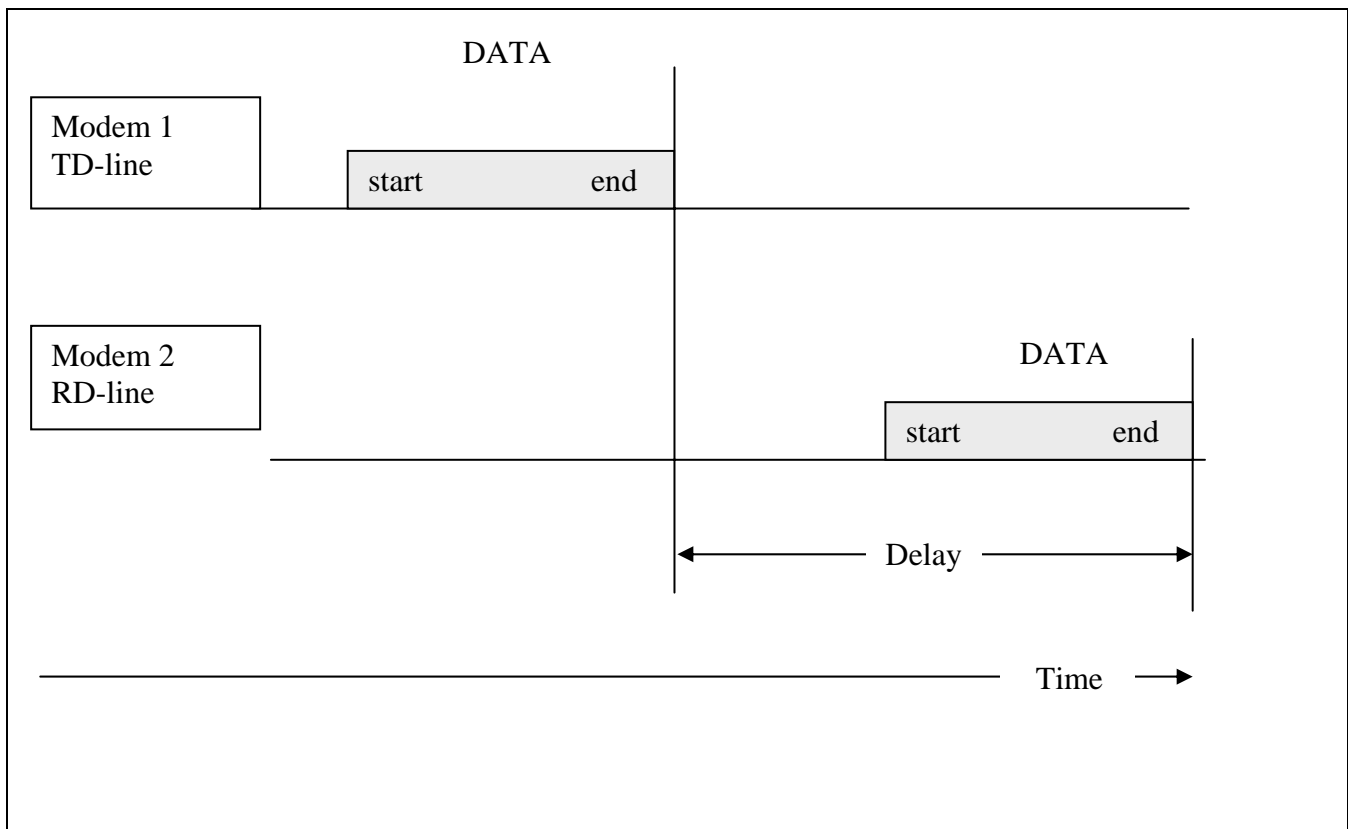 DATA
Modem 1
TD-line
start end
Modem 2
RD-line
DATA
start end
Delay
Time